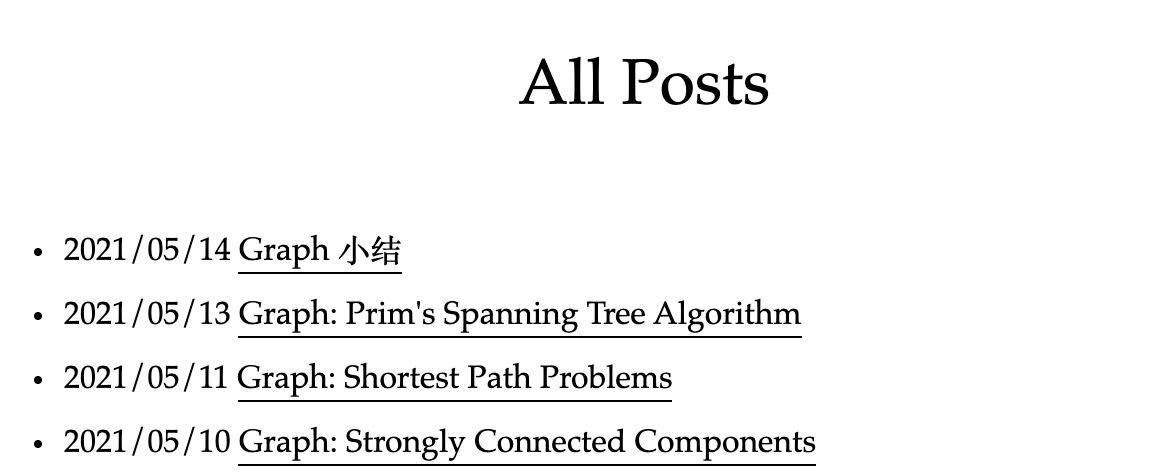 All Posts
• 2021/05/14 Graph 小结
• 2021/05/13 Graph: Prim's Spanning Tree Algorithm
• 2021/05/11 Graph: Shortest Path Problems
• 2021/05/10 Graph: Strongly Connected Components